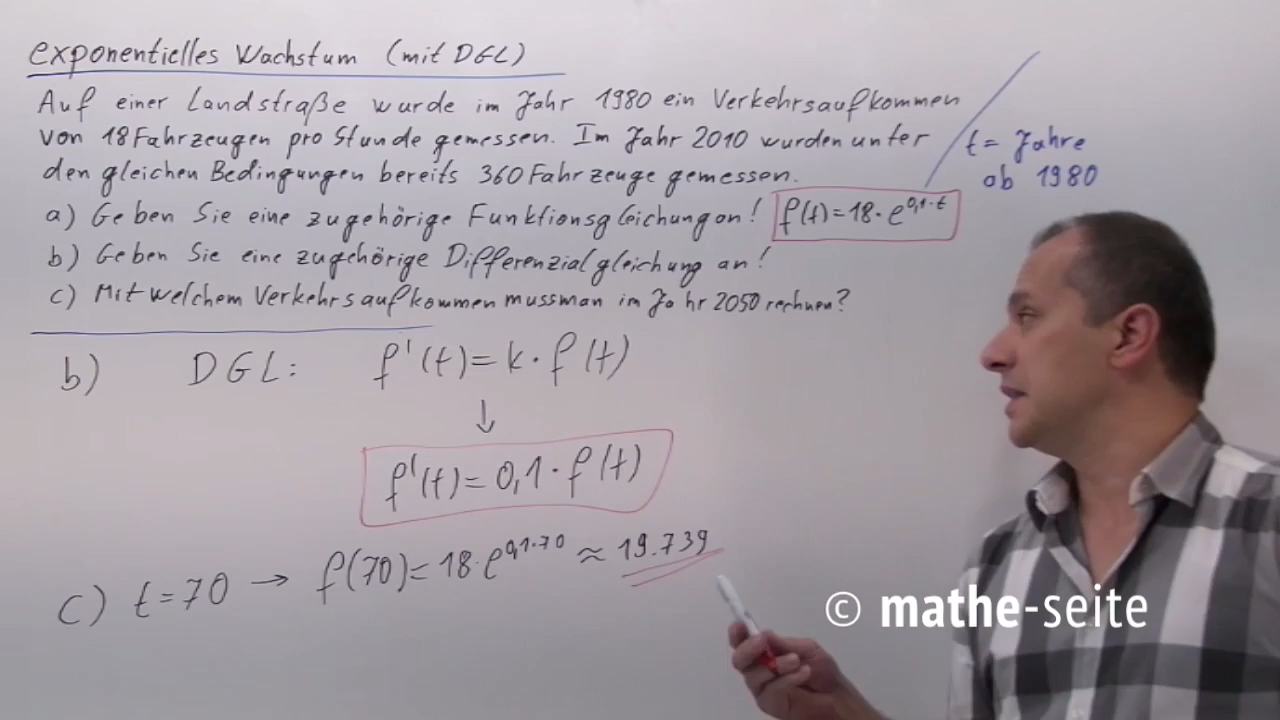 exponentielles Wachstum (mit DGL)
Auf einer Landstraße wurde im Jahr 1980 ein Verkehrsaufkommen
von 18 Fahrzeugen pro Stunde gemessen. Im Jahr 2010 wurden unter
den gleichen Bedingungen bereits 360 Fahrzeuge gemessen.
t = Jahre
ab 1980
a) Geben Sie eine zugehörige Funktionsgleichung an! f(t)=18·e^0,1·t
b) Geben Sie eine zugehörige Differenzialgleichung an!
c) Mit welchem Verkehrsaufkommen muss man im Jahr 2050 rechnen?
b) DGL: f'(t)=k·f(t)
↓
f'(t)=0,1·f(t)
c) t=70 → f(70)=18·e^0,1·70 ≈ 19.739
© mathe-seite